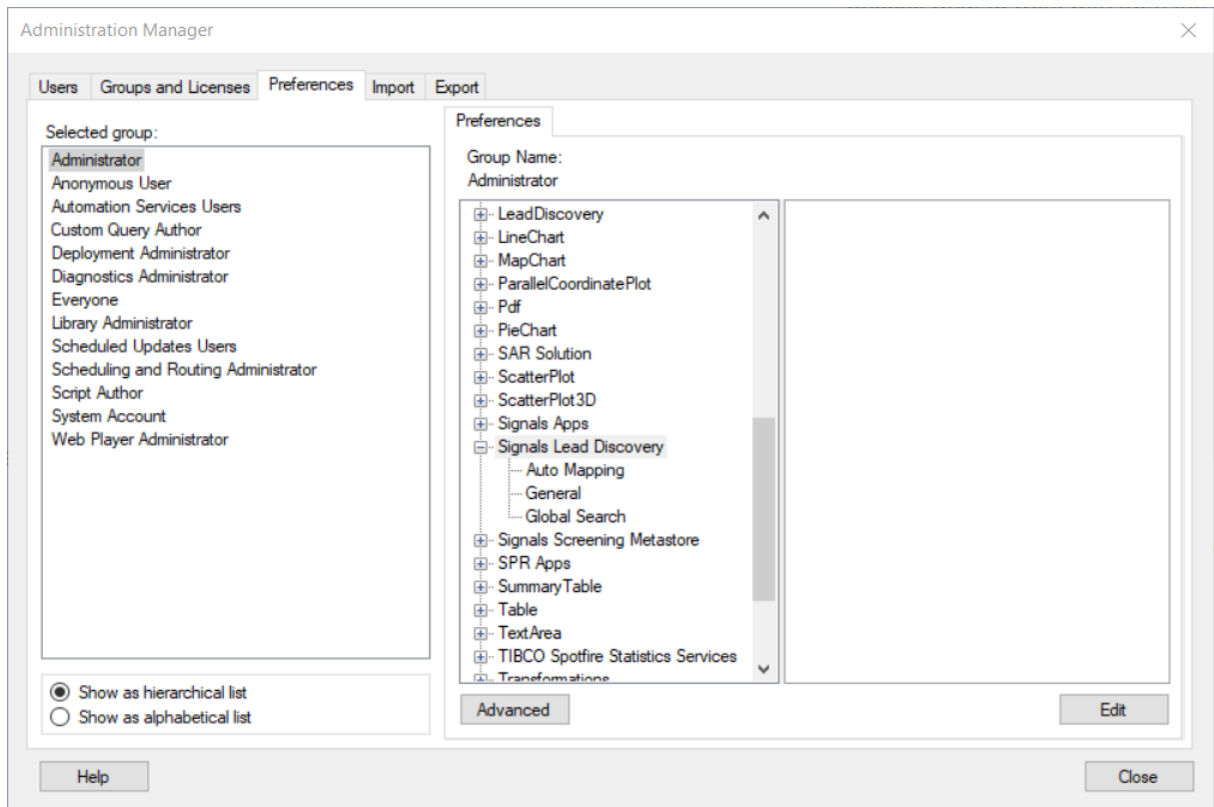 Administration Manager
Users Groups and Licenses Preferences Import Export
Selected group:
Administrator
Anonymous User
Automation Services Users
Custom Query Author
Deployment Administrator
Diagnostics Administrator
Everyone
Library Administrator
Scheduled Updates Users
Scheduling and Routing Administrator
Script Author
System Account
Web Player Administrator
Show as hierarchical list
Show as alphabetical list
Preferences
Group Name:
Administrator
LeadDiscovery
LineChart
MapChart
ParallelCoordinatePlot
Pdf
PieChart
SAR Solution
ScatterPlot
ScatterPlot3D
Signals Apps
Signals Lead Discovery
Auto Mapping
General
Global Search
Signals Screening Metastore
SPR Apps
SummaryTable
Table
TextArea
TIBCO Spotfire Statistics Services
Transformations
Advanced Edit
Help Close